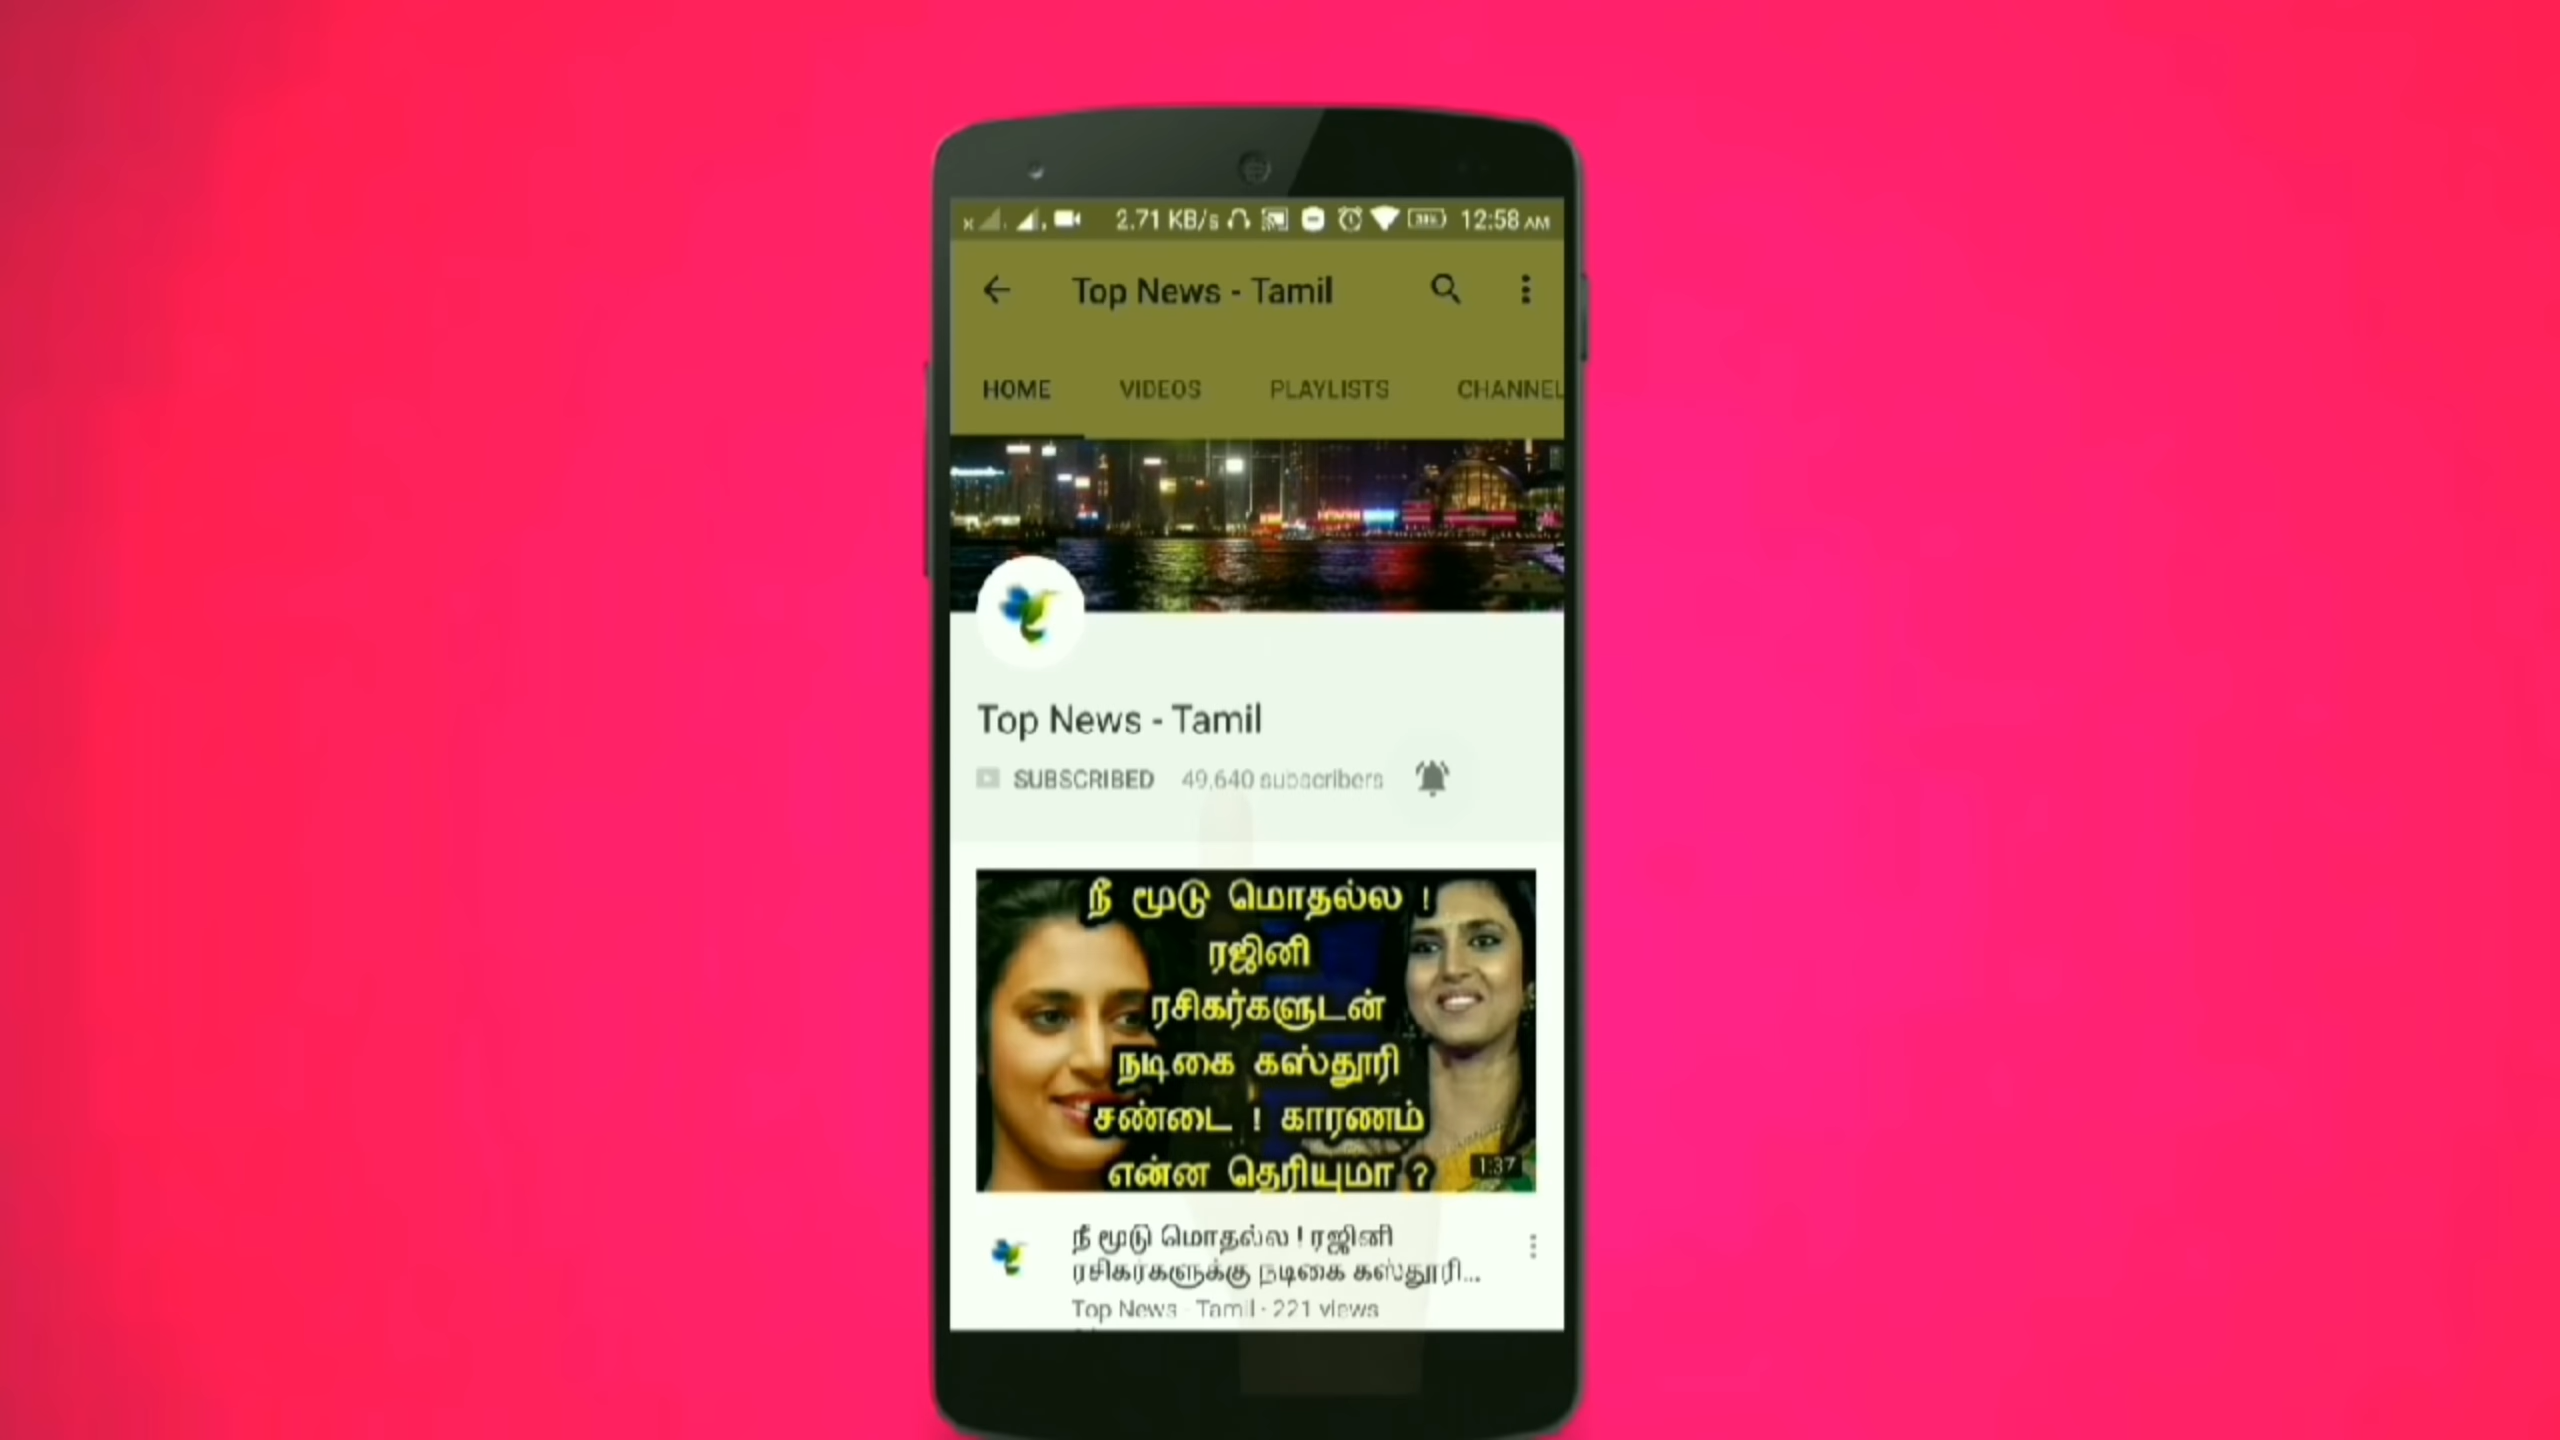 2.71 KB/s 12:58 AM
Top News - Tamil
HOME VIDEOS PLAYLISTS CHANNEL
Top News - Tamil
SUBSCRIBED 49,640 subscribers
நீ மூடு மொதல்ல !
ரஜினி
ரசிகர்களுடன்
நடிகை கஸ்தூரி
சண்டை ! காரணம்
என்ன தெரியுமா ?
1:37
நீ மூடு மொதல்ல ! ரஜினி
ரசிகர்களுக்கு நடிகை கஸ்தூரி...
Top News - Tamil · 221 views